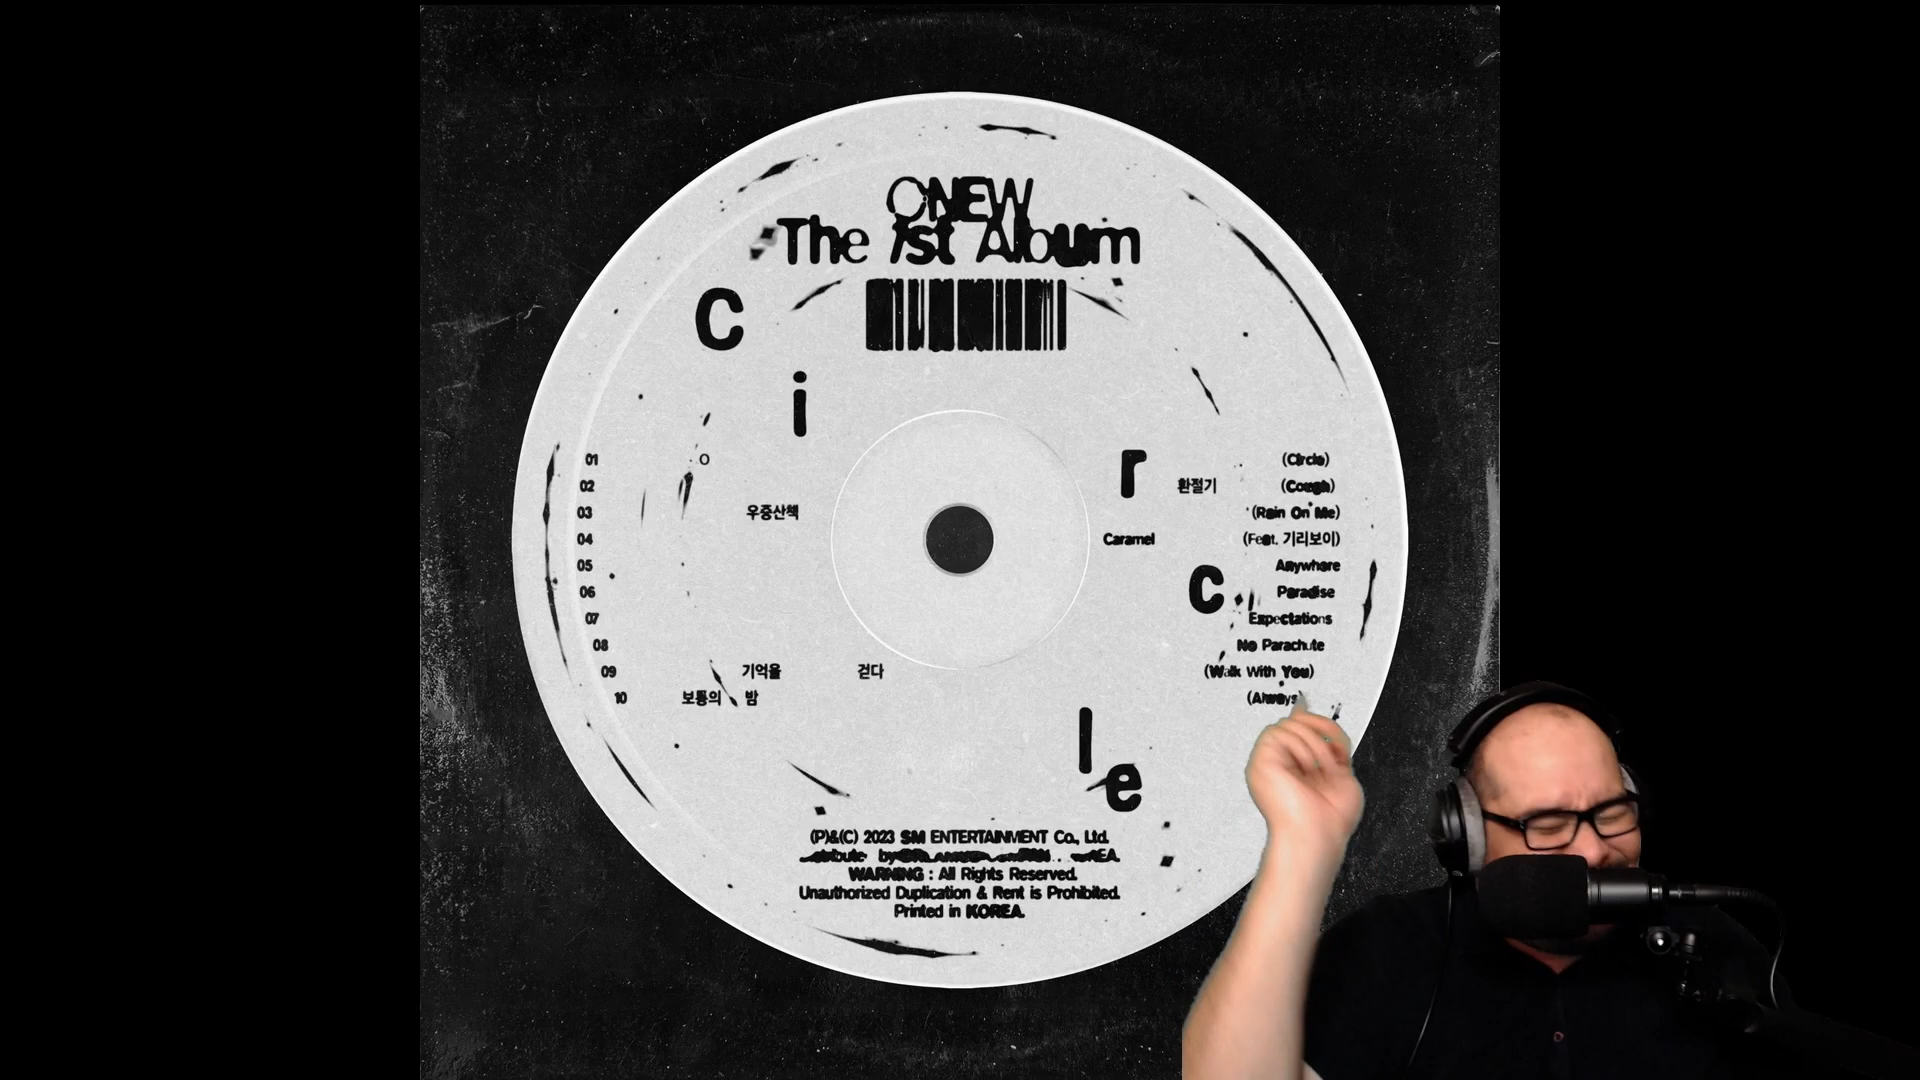 ONEW
The 1st Album
C
i
r
c
l
e
01 O (Circle)
02 환절기 (Cough)
03 우중산책 (Rain On Me)
04 Caramel (Feat. 기리보이)
05 Anywhere
06 Paradise
07 Expectations
08 No Parachute
09 기억을 걷다 (Walk With You)
10 보통의 밤 (Always)
(P)&(C) 2023 SM ENTERTAINMENT Co., Ltd.
by
WARNING : All Rights Reserved.
Unauthorized Duplication & Rent is Prohibited.
Printed in KOREA.